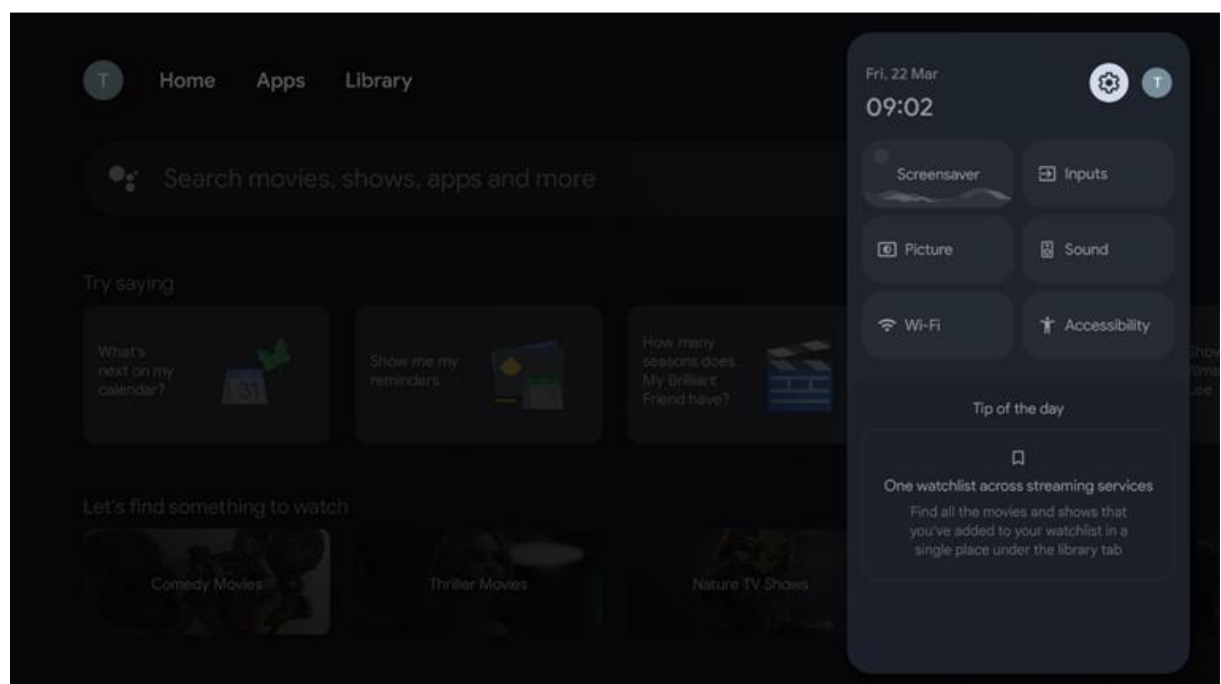 T
Home Apps Library
Search movies, shows, apps and more
Try saying
What's
next on my
calendar?
31
Show me my
reminders
How many
seasons does
My Brilliant
Friend have?
Show
films
Lee
Let's find something to watch
Comedy Movies
Thriller Movies
Nature TV Shows
Fri, 22 Mar
09:02
T
Screensaver
Inputs
Picture
Sound
Wi-Fi
Accessibility
Tip of the day
One watchlist across streaming services
Find all the movies and shows that
you've added to your watchlist in a
single place under the library tab